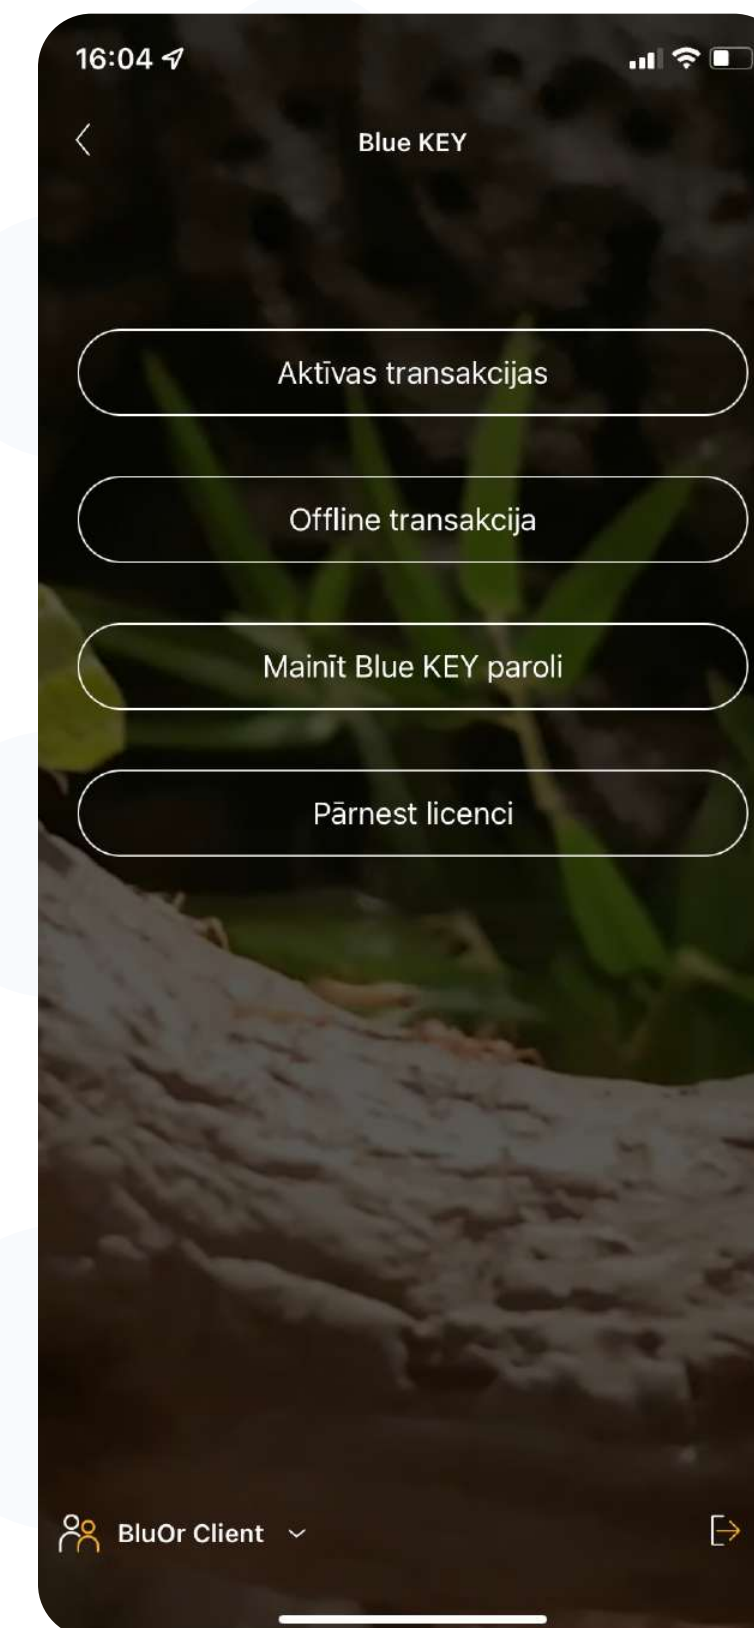 16:04
Blue KEY
Aktīvas transakcijas
Offline transakcija
Mainīt Blue KEY paroli
Pārnest licenci
BluOr Client